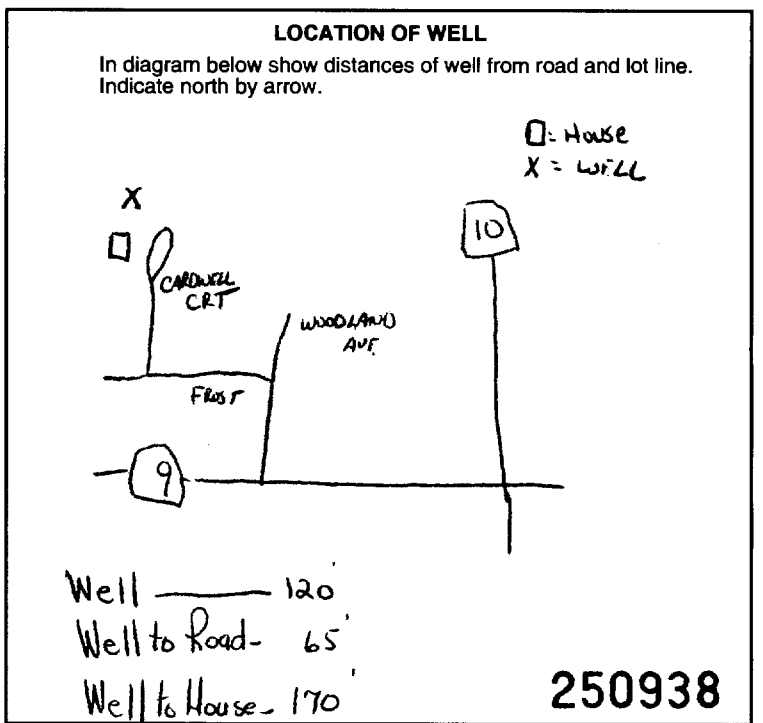 LOCATION OF WELL
In diagram below show distances of well from road and lot line.
Indicate north by arrow.
= House
X = WELL
X
10
CARDWELL
CRT
WOODLAND
AVE.
FROST
9
Well 120'
Well to Road- 65'
Well to House- 170'
250938